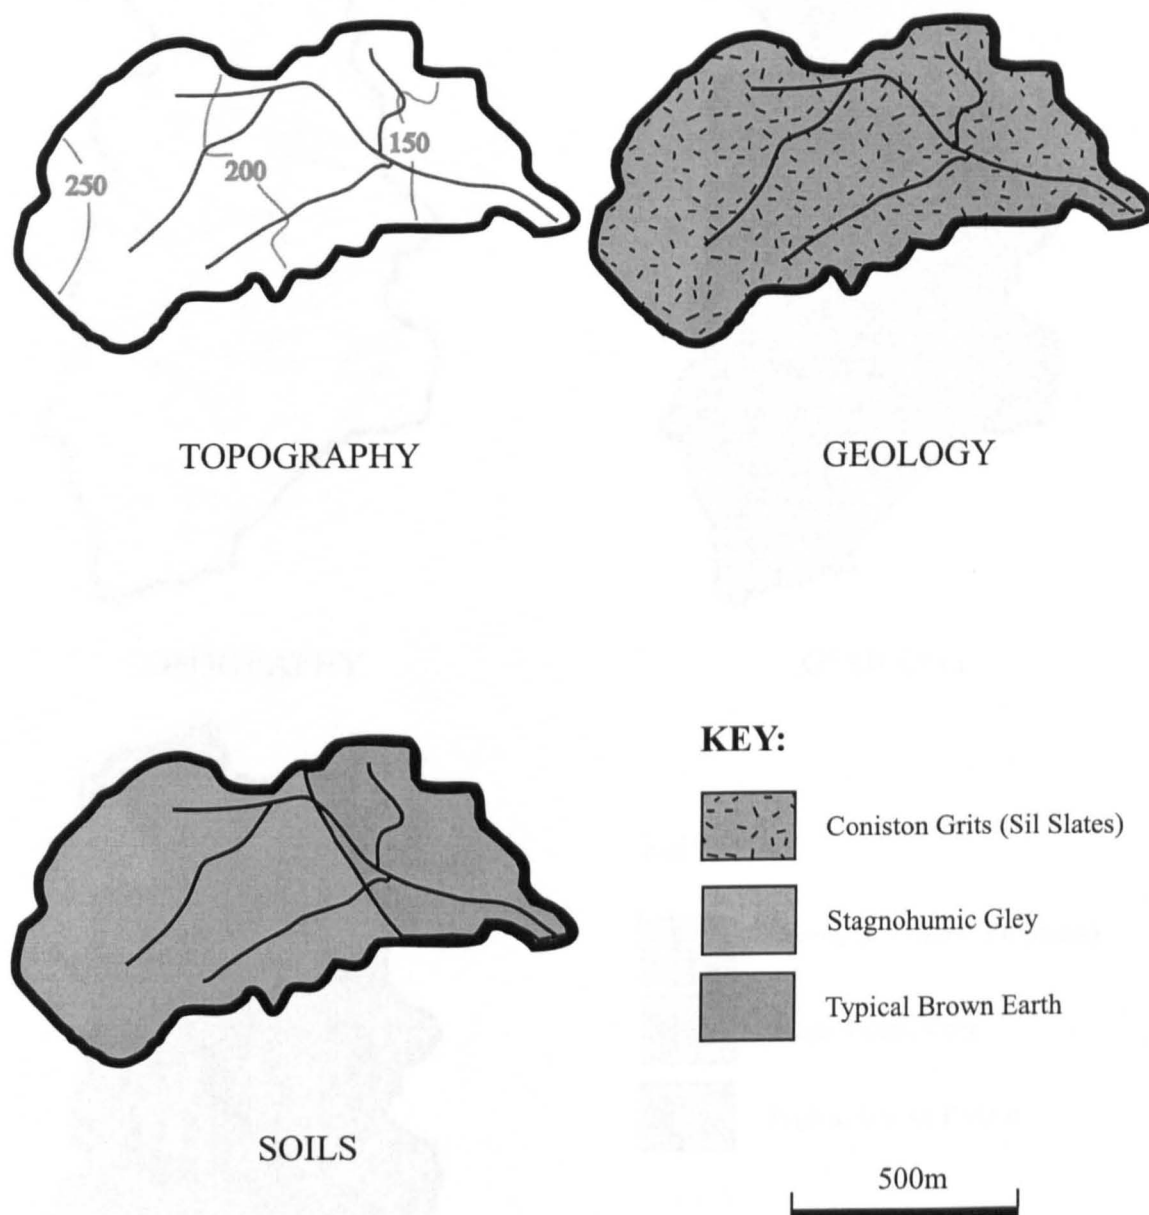 150
200
250
TOPOGRAPHY
GEOLOGY
KEY:
Coniston Grits (Sil Slates)
Stagnohumic Gley
Typical Brown Earth
SOILS
500m